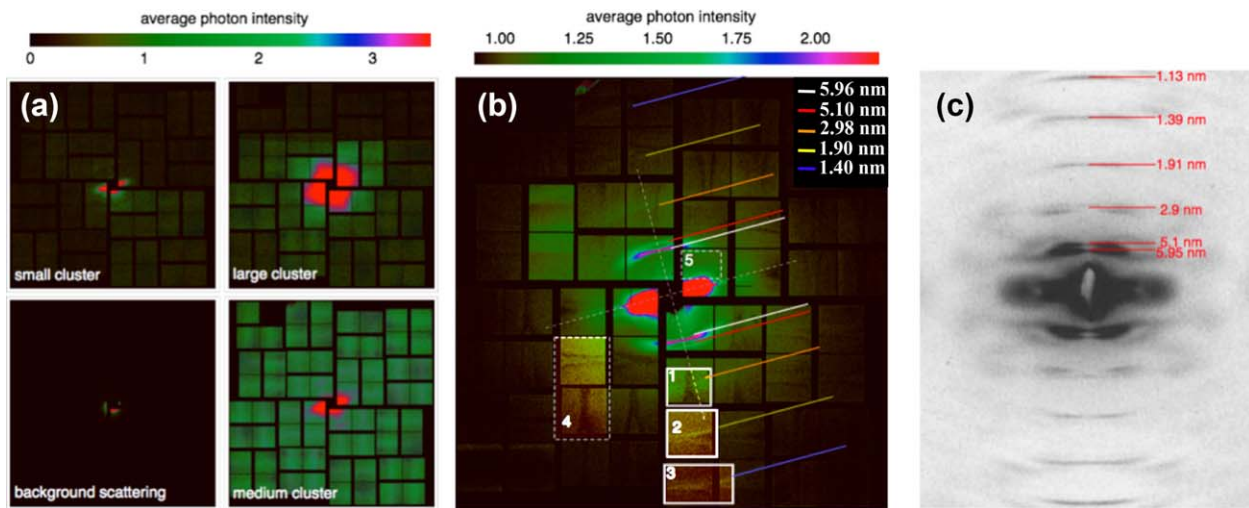 average photon intensity
0 1 2 3
(a)
small cluster
large cluster
background scattering
medium cluster
average photon intensity
1.00 1.25 1.50 1.75 2.00
(b)
5.96 nm
5.10 nm
2.98 nm
1.90 nm
1.40 nm
5
1
4
2
3
(c)
1.13 nm
1.39 nm
1.91 nm
2.9 nm
5.1 nm
5.95 nm